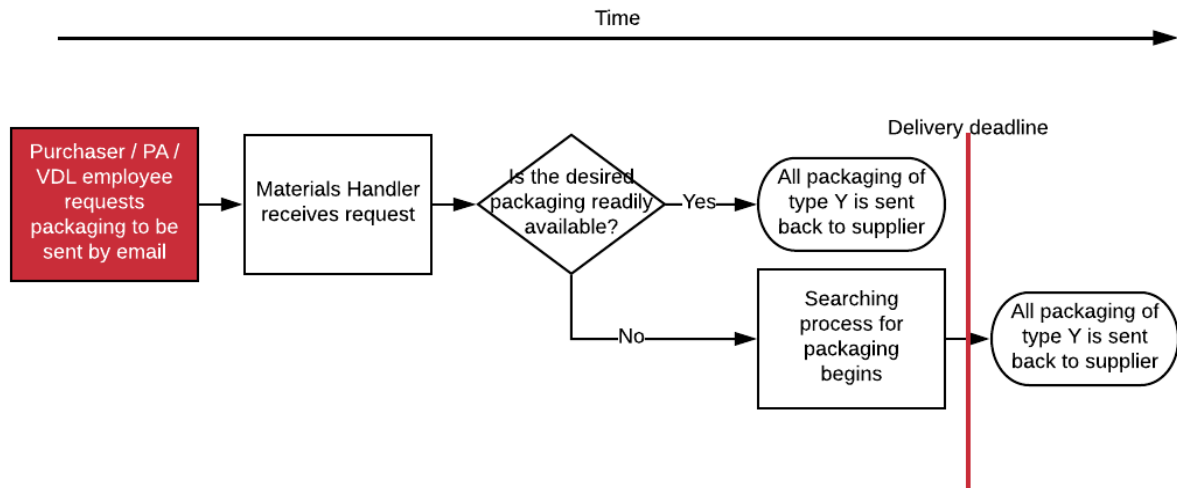 Time
Purchaser / PA /
VDL employee
requests
packaging to be
sent by email
Materials Handler
receives request
Is the desired
packaging readily
available?
Yes
All packaging of
type Y is sent
back to supplier
Delivery deadline
No
Searching
process for
packaging
begins
All packaging of
type Y is sent
back to supplier